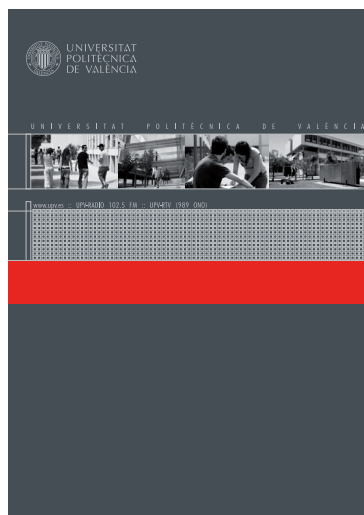 UNIVERSITAT
POLITÈCNICA
DE VALÈNCIA
UNIVERSITAT POLITÈCNICA DE VALÈNCIA
www.upv.es :: UPV-RADIO 102.5 FM :: UPV-RTV (989 ONO)